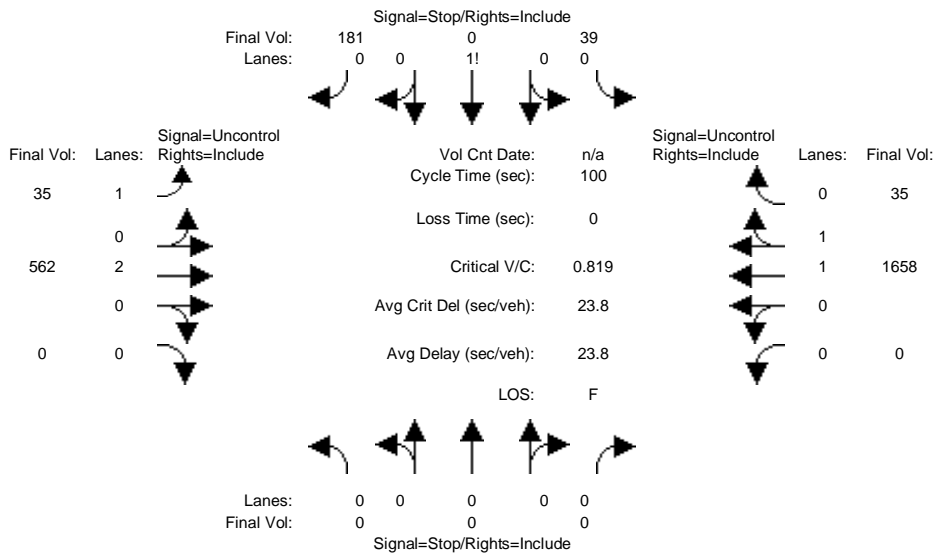 Signal=Stop/Rights=Include
Final Vol: 181 0 39
Lanes: 0 0 1! 0 0
Signal=Uncontrol Signal=Uncontrol
Final Vol: Lanes: Rights=Include Vol Cnt Date: n/a Rights=Include Lanes: Final Vol:
Cycle Time (sec): 100
35 1 0 35
Loss Time (sec): 0
0 1
562 2 Critical V/C: 0.819 1 1658
0 Avg Crit Del (sec/veh): 23.8 0
0 0 Avg Delay (sec/veh): 23.8 0 0
LOS: F
Lanes: 0 0 0 0 0
Final Vol: 0 0 0
Signal=Stop/Rights=Include